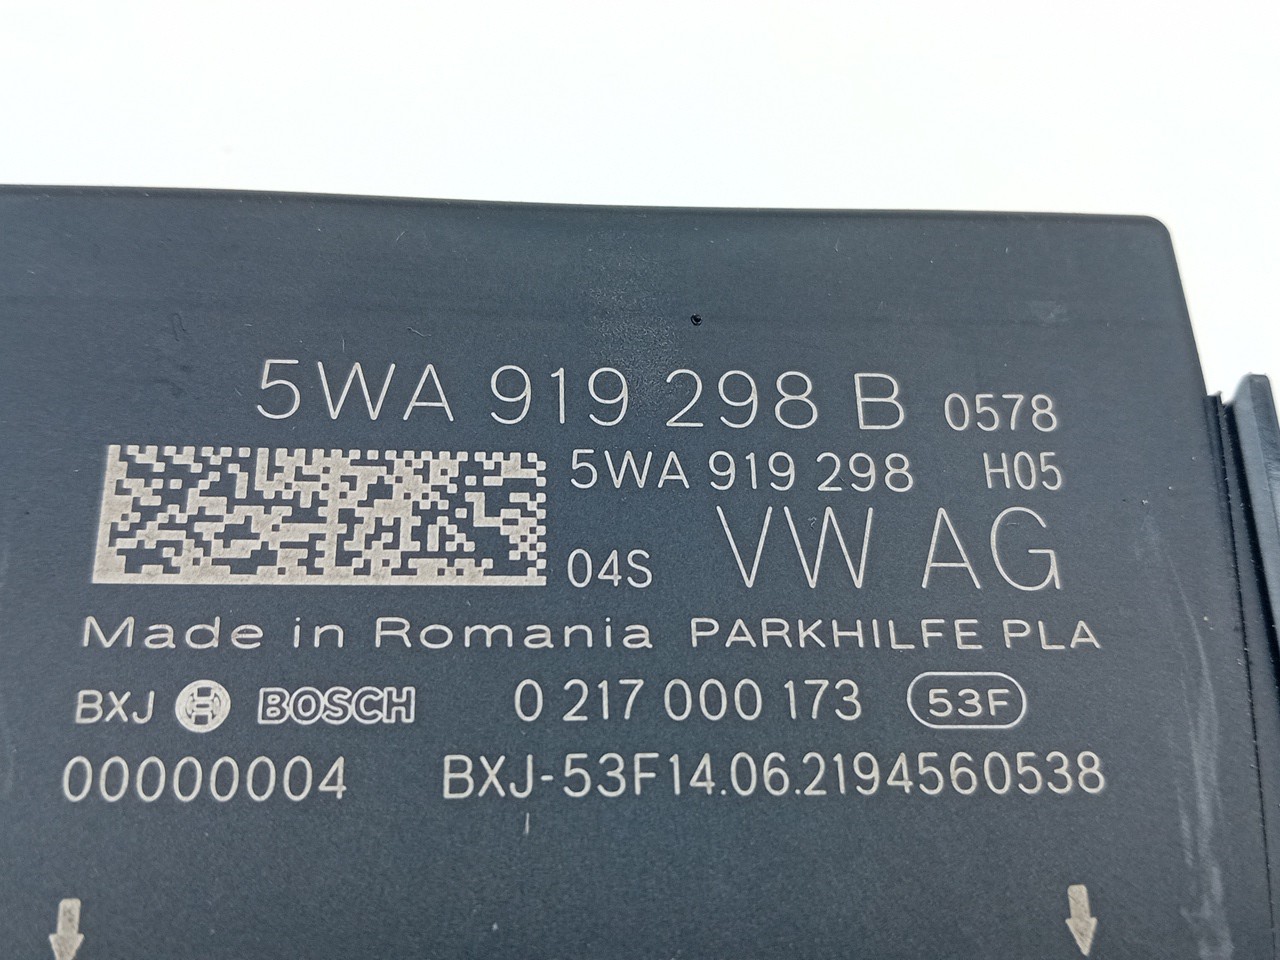 5WA 919 298 B 0578
5WA 919 298 H05
04S VW AG
Made in Romania PARKHILFE PLA
BXJ BOSCH 0 217 000 173 53F
00000004 BXJ-53F14.06.2194560538